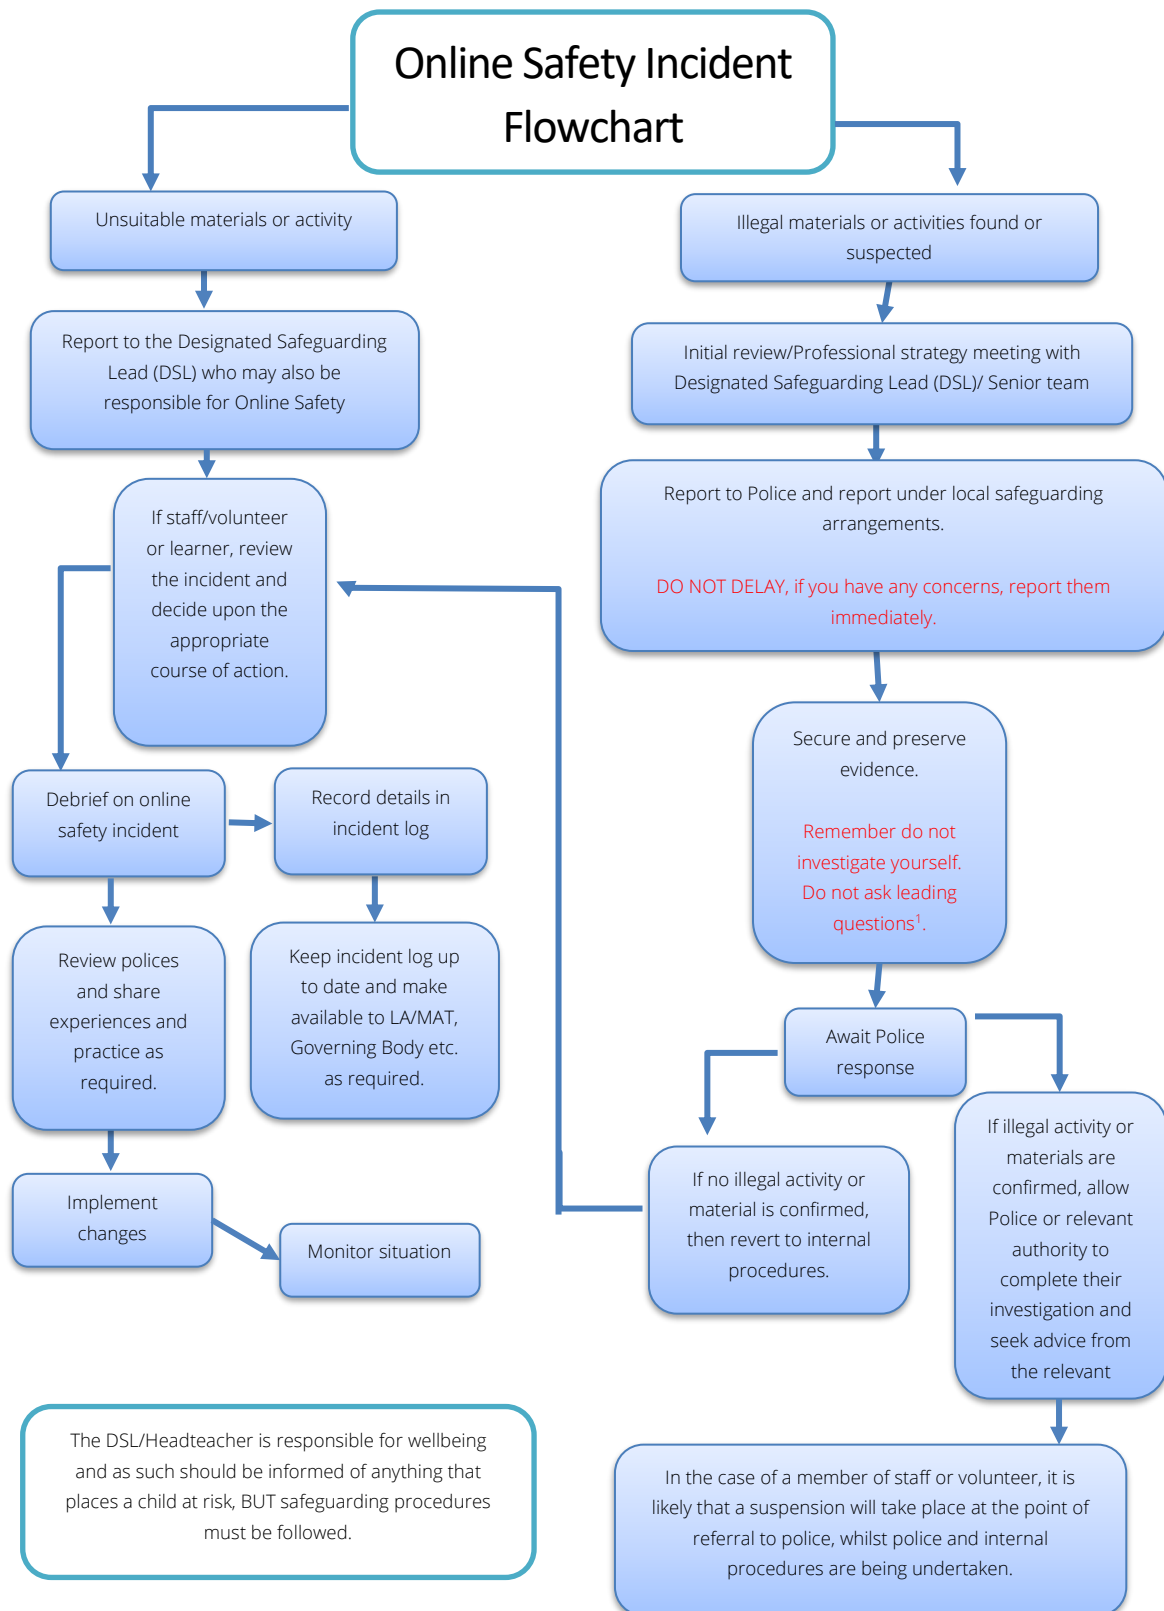 Online Safety Incident
Flowchart
Unsuitable materials or activity
Report to the Designated Safeguarding
Lead (DSL) who may also be
responsible for Online Safety
If staff/volunteer
or learner, review
the incident and
decide upon the
appropriate
course of action.
Debrief on online
safety incident
Record details in
incident log
Review polices
and share
experiences and
practice as
required.
Keep incident log up
to date and make
available to LA/MAT,
Governing Body etc.
as required.
Implement
changes
Monitor situation
Illegal materials or activities found or
suspected
Initial review/Professional strategy meeting with
Designated Safeguarding Lead (DSL)/ Senior team
Report to Police and report under local safeguarding
arrangements.
DO NOT DELAY, if you have any concerns, report them
immediately.
Secure and preserve
evidence.
Remember do not
investigate yourself.
Do not ask leading
questions¹.
Await Police
response
If no illegal activity or
material is confirmed,
then revert to internal
procedures.
If illegal activity or
materials are
confirmed, allow
Police or relevant
authority to
complete their
investigation and
seek advice from
the relevant
In the case of a member of staff or volunteer, it is
likely that a suspension will take place at the point of
referral to police, whilst police and internal
procedures are being undertaken.
The DSL/Headteacher is responsible for wellbeing
and as such should be informed of anything that
places a child at risk, BUT safeguarding procedures
must be followed.